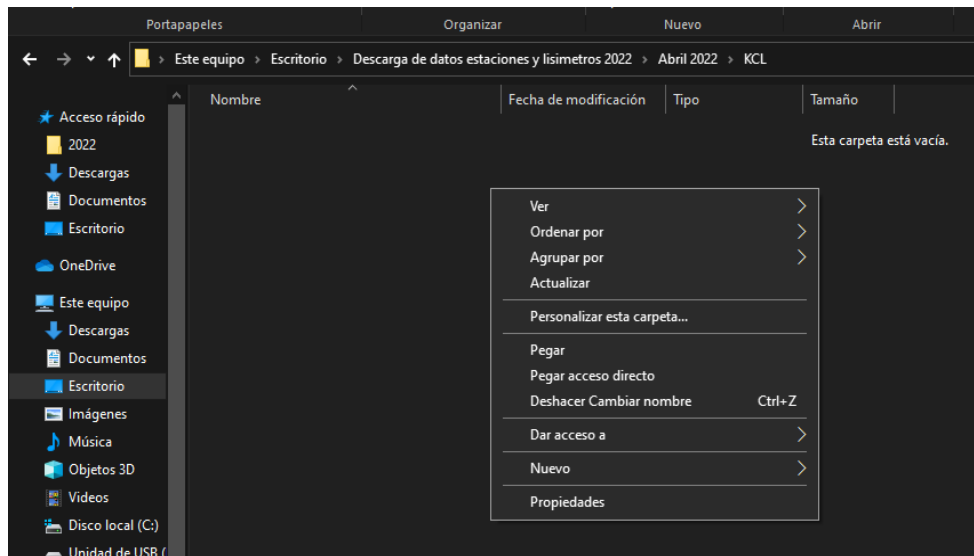 Portapapeles Organizar Nuevo Abrir
Este equipo > Escritorio > Descarga de datos estaciones y lisimetros 2022 > Abril 2022 > KCL
Nombre Fecha de modificación Tipo Tamaño
Esta carpeta está vacía.
Acceso rápido
2022
Descargas
Documentos
Escritorio
OneDrive
Este equipo
Descargas
Documentos
Escritorio
Imágenes
Música
Objetos 3D
Videos
Disco local (C:)
Unidad de USB (
Ver
Ordenar por
Agrupar por
Actualizar
Personalizar esta carpeta...
Pegar
Pegar acceso directo
Deshacer Cambiar nombre Ctrl+Z
Dar acceso a
Nuevo
Propiedades